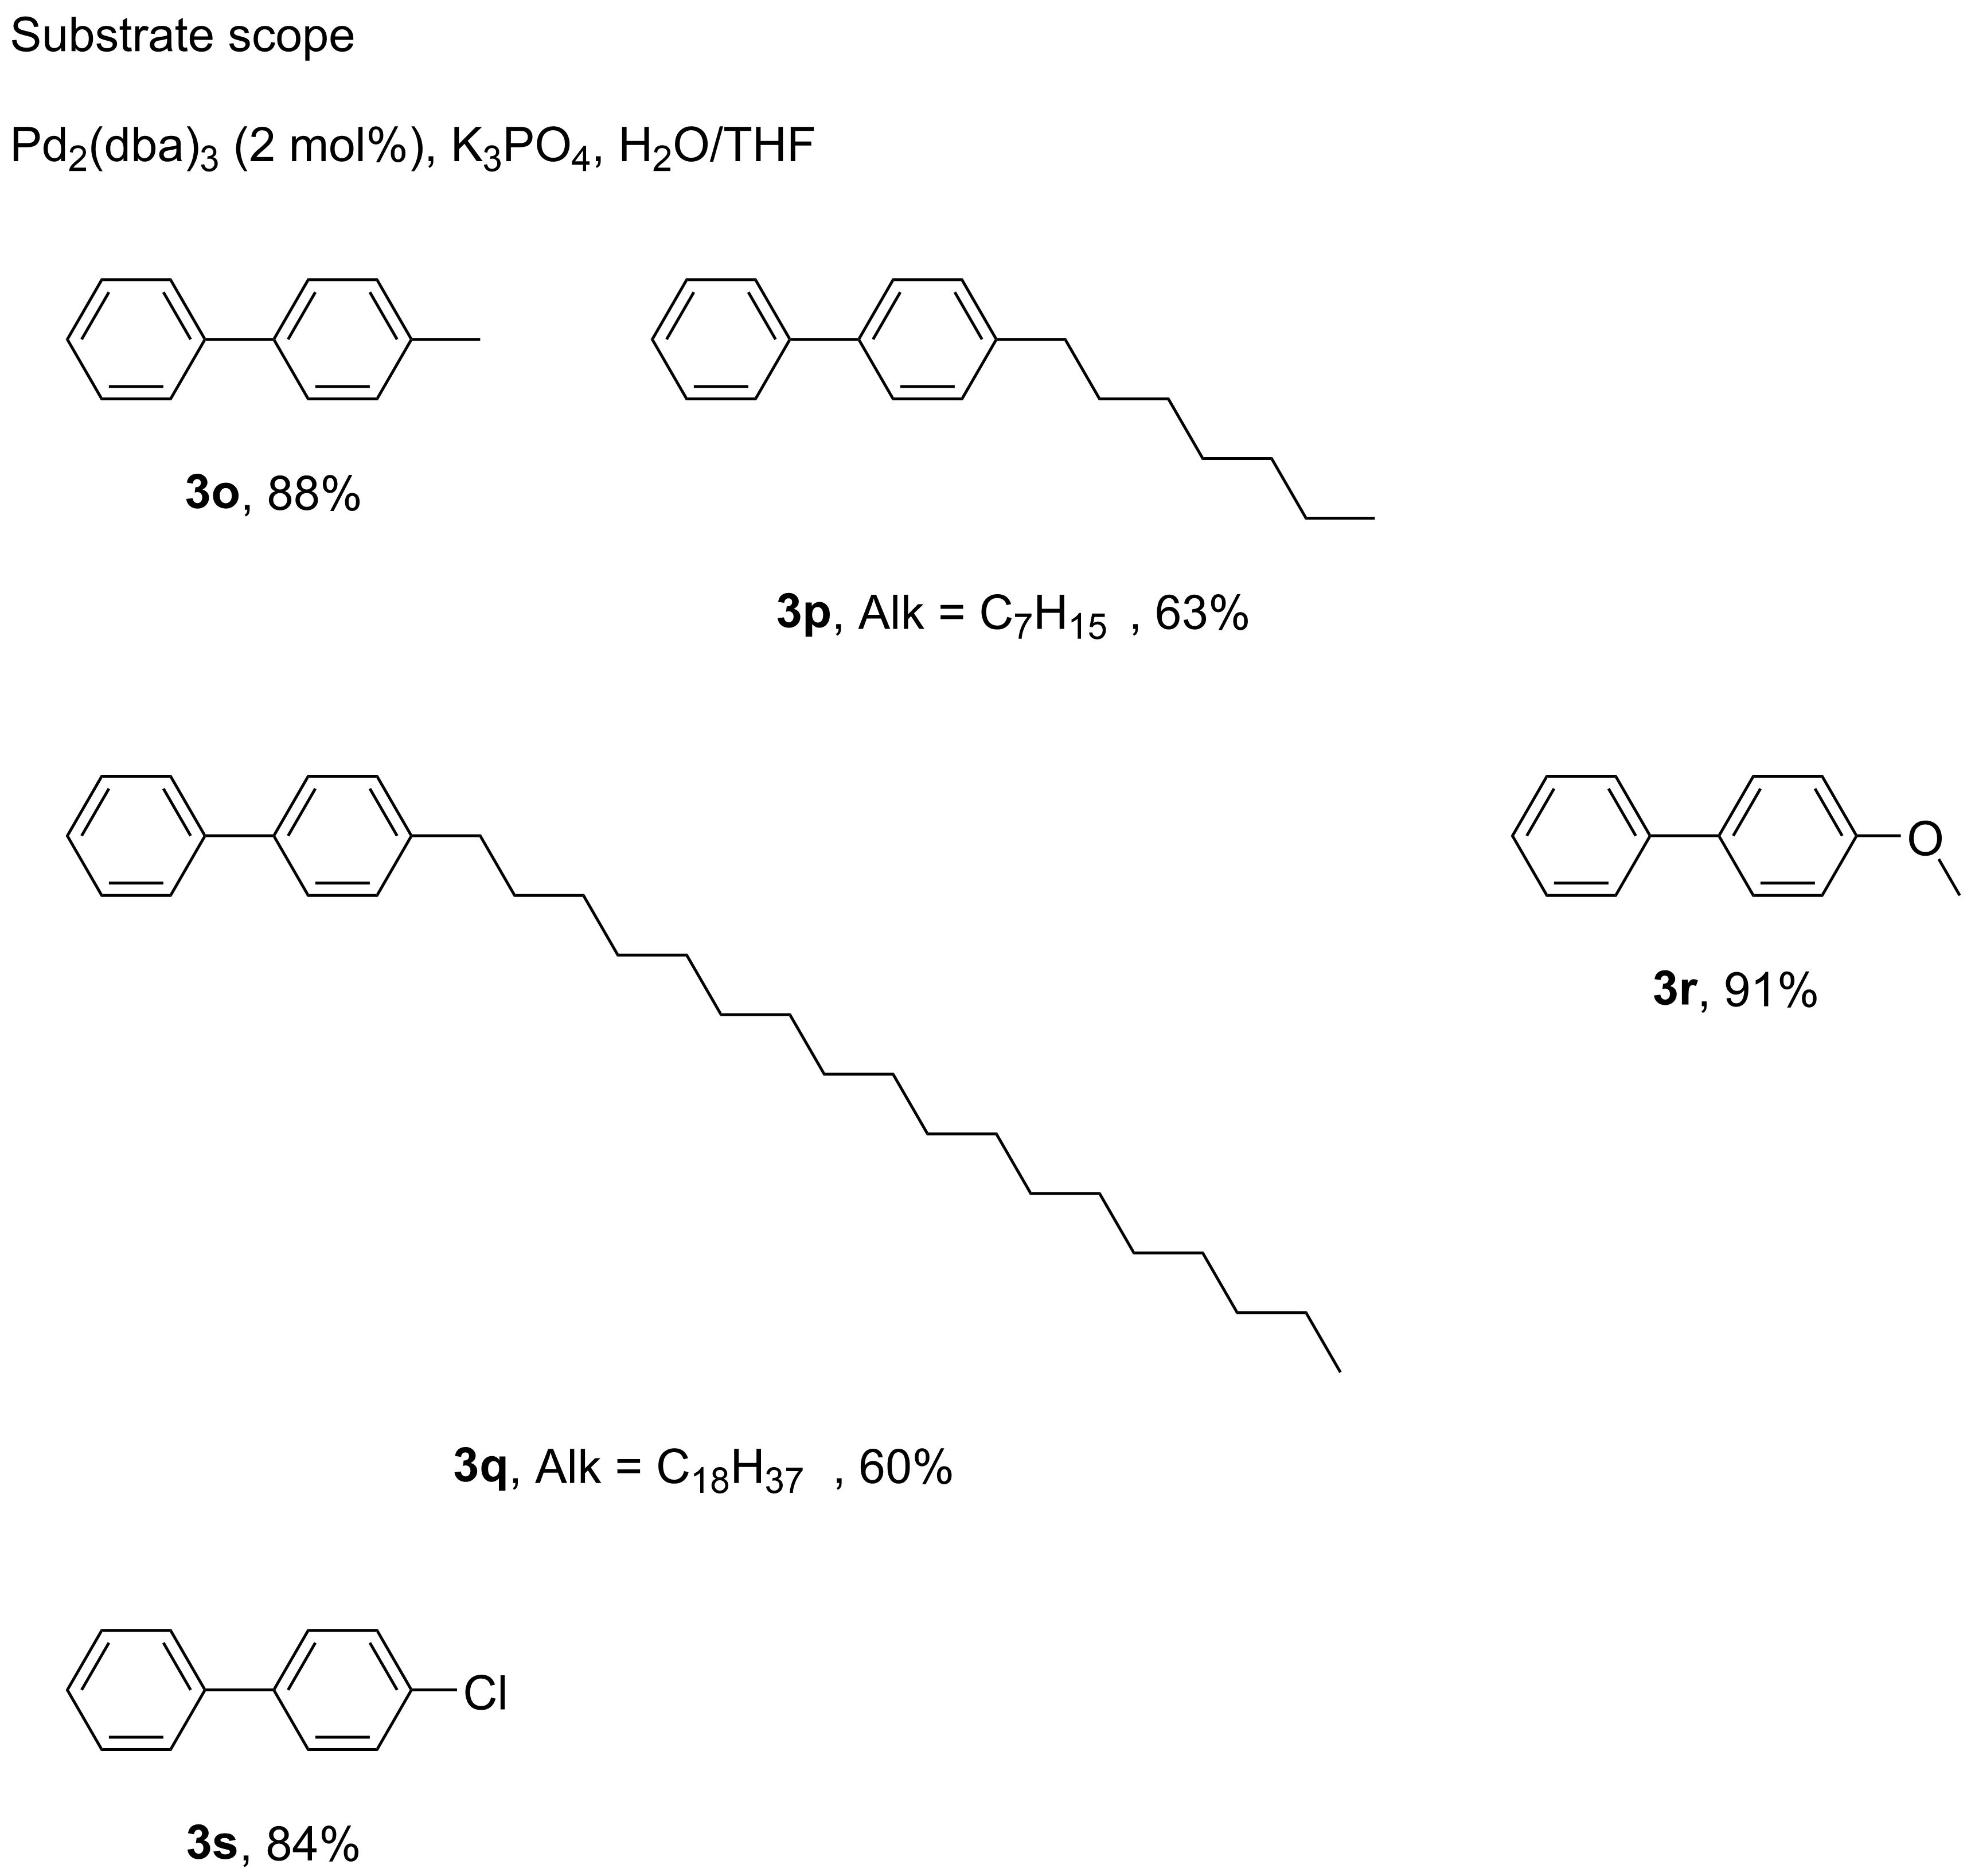 Substrate scope
Pd2(dba)3 (2 mol%), K3PO4, H2O/THF
3o, 88%
3p, Alk = C7H15 , 63%
O
3r, 91%
3q, Alk = C18H37 , 60%
Cl
3s, 84%